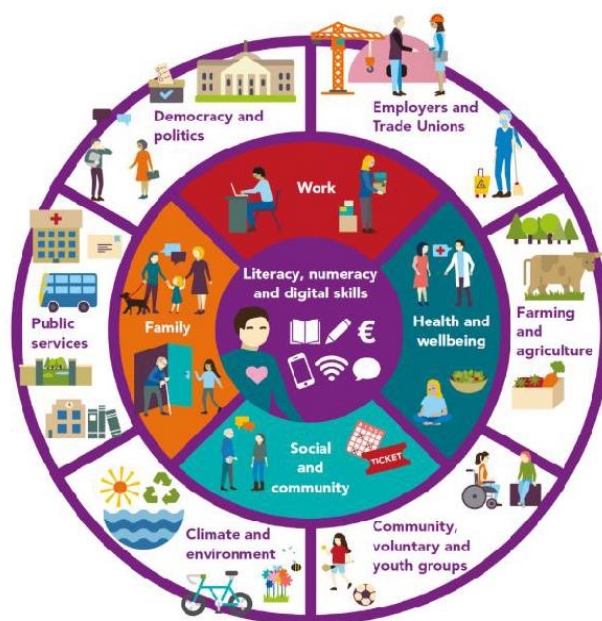 Democracy and
politics
Employers and
Trade Unions
Work
Literacy, numeracy
and digital skills
€
Public
services
Family
Health and
wellbeing
Farming
and
agriculture
Social
and
community
TICKET
Climate and
environment
Community,
voluntary and
youth groups